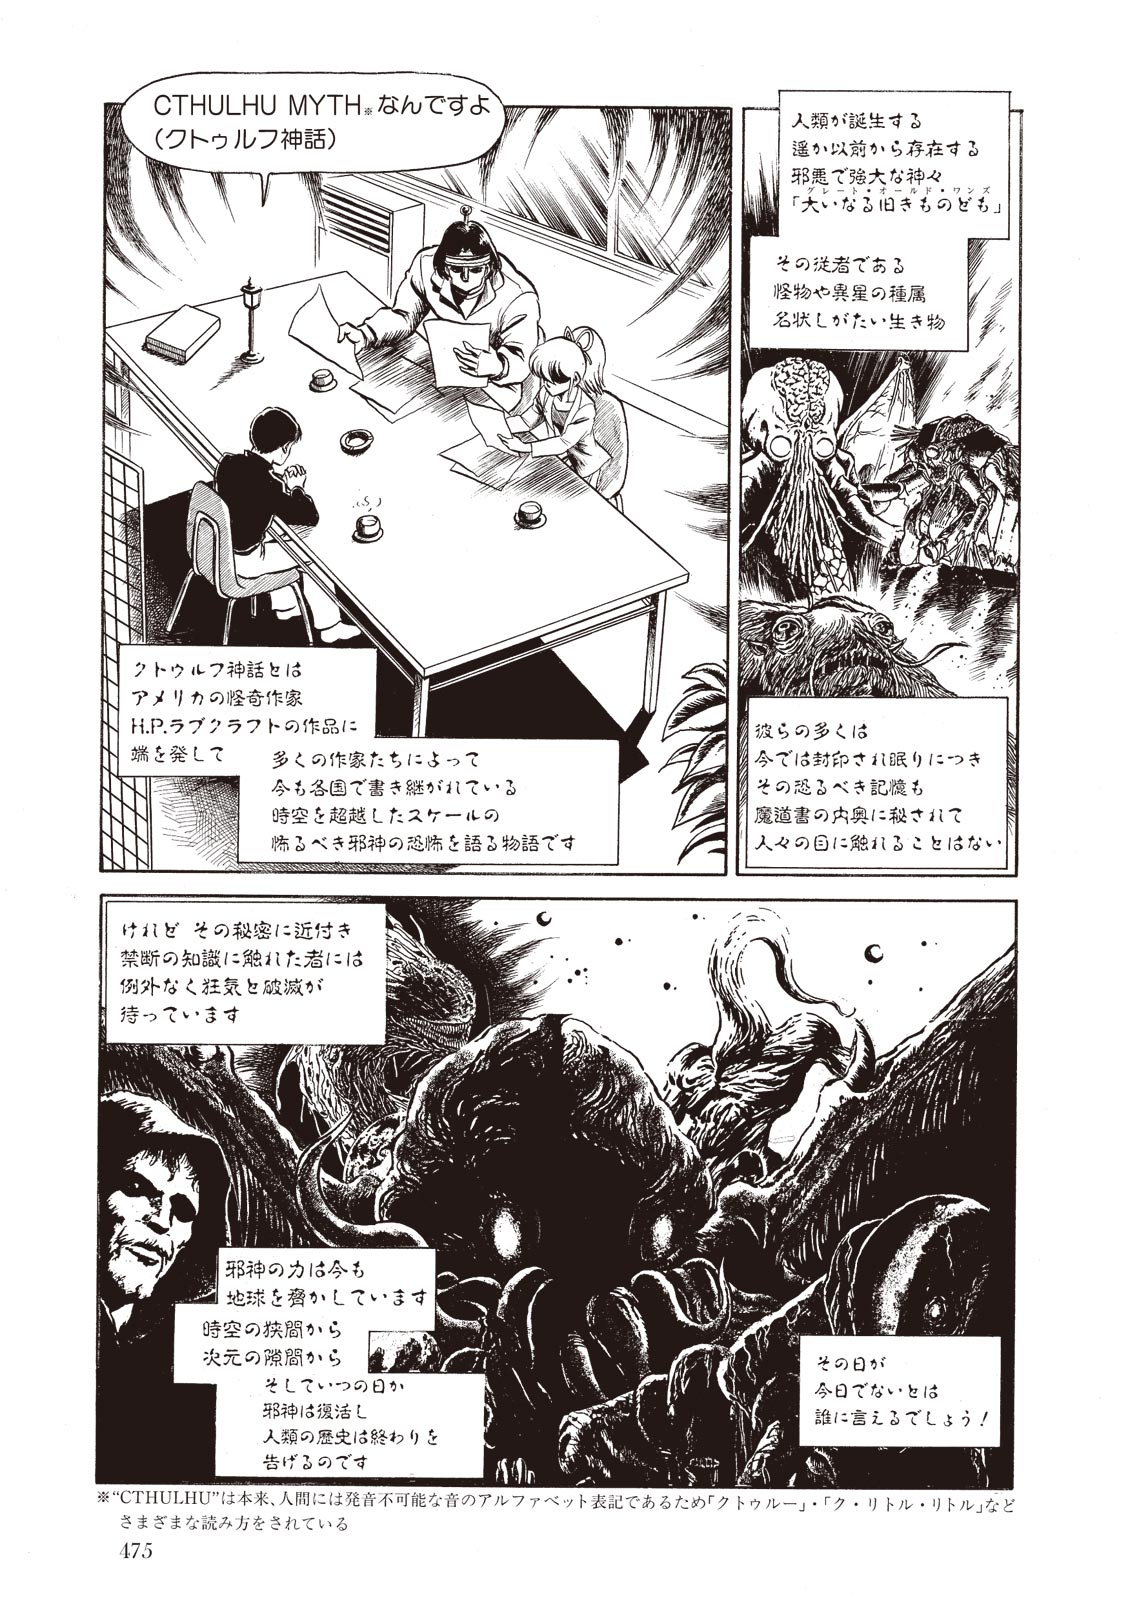 CTHULHU MYTH※なんですよ
(クトゥルフ神話)
クトゥルフ神話とは
アメリカの怪奇作家
H.P.ラブクラフトの作品に
端を発して
多くの作家たちによって
今も各国で書き継がれている
時空を超越したスケールの
怖るべき邪神の恐怖を語る物語です
人類が誕生する
遥か以前から存在する
邪悪で強大な神々
グレート・オールド・ワンズ
「大いなる旧きものども」
その従者である
怪物や異星の種属
名状しがたい生き物
彼らの多くは
今では封印され眠りにつき
その恐るべき記憶も
魔道書の内奥に秘されて
人々の目に触れることはない
けれど その秘密に近付き
禁断の知識に触れた者には
例外なく狂気と破滅が
待っています
邪神の力は今も
地球を脅かしています
時空の狭間から
次元の隙間から
そしていつの日か
邪神は復活し
人類の歴史は終わりを
告げるのです
その日が
今日でないとは
誰に言えるでしょう!
※“CTHULHU”は本来、人間には発音不可能な音のアルファベット表記であるため「クトゥルー」・「ク・リトル・リトル」など
さまざまな読み方をされている
475